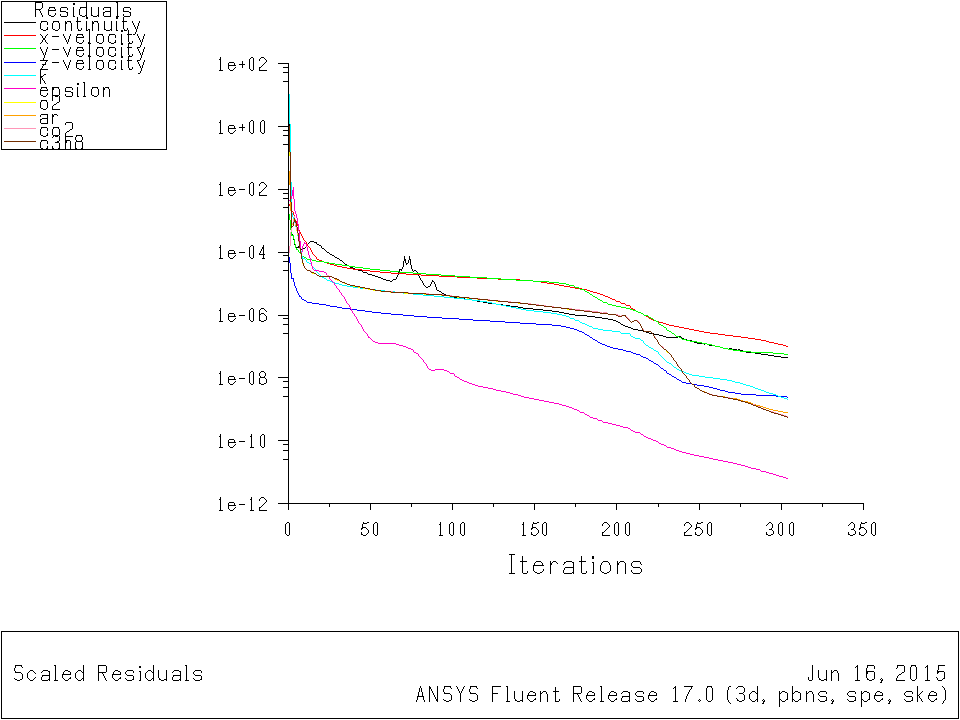 Residuals
continuity
x-velocity
y-velocity
z-velocity
k
epsilon
o2
ar
co2
c3h8
1e+02
1e+00
1e-02
1e-04
1e-06
1e-08
1e-10
1e-12
0 50 100 150 200 250 300 350
Iterations
Scaled Residuals
Jun 16, 2015
ANSYS Fluent Release 17.0 (3d, pbns, spe, ske)